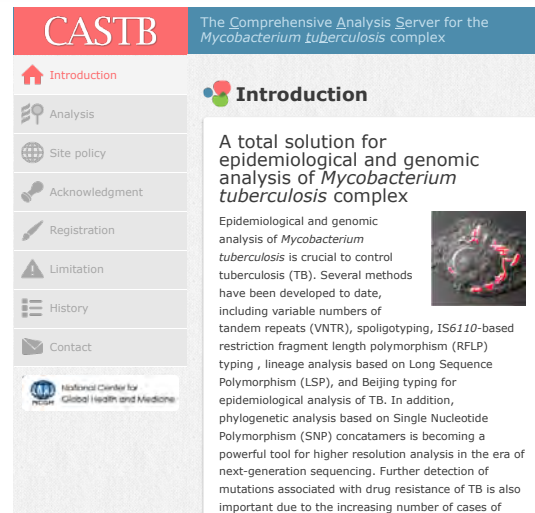 CASTB
The Comprehensive Analysis Server for the
Mycobacterium tuberculosis complex
Introduction
Analysis
Site policy
Acknowledgment
Registration
Limitation
History
Contact
NCGM
National Center for
Global Health and Medicine
Introduction
A total solution for
epidemiological and genomic
analysis of Mycobacterium
tuberculosis complex
Epidemiological and genomic
analysis of Mycobacterium
tuberculosis is crucial to control
tuberculosis (TB). Several methods
have been developed to date,
including variable numbers of
tandem repeats (VNTR), spoligotyping, IS6110-based
restriction fragment length polymorphism (RFLP)
typing , lineage analysis based on Long Sequence
Polymorphism (LSP), and Beijing typing for
epidemiological analysis of TB. In addition,
phylogenetic analysis based on Single Nucleotide
Polymorphism (SNP) concatamers is becoming a
powerful tool for higher resolution analysis in the era of
next-generation sequencing. Further detection of
mutations associated with drug resistance of TB is also
important due to the increasing number of cases of